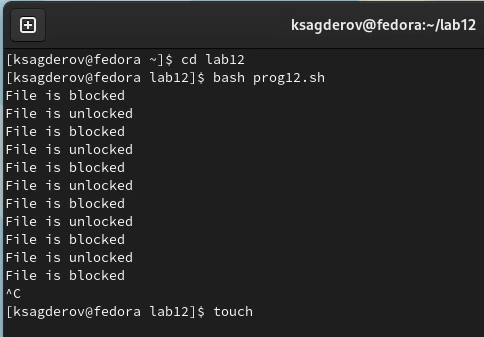 ksagderov@fedora:~/lab12
[ksagderov@fedora ~]$ cd lab12
[ksagderov@fedora lab12]$ bash prog12.sh
File is blocked
File is unlocked
File is blocked
File is unlocked
File is blocked
File is unlocked
File is blocked
File is unlocked
File is blocked
File is unlocked
File is blocked
^C
[ksagderov@fedora lab12]$ touch